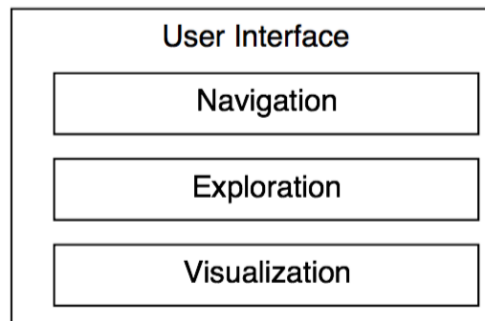 User Interface
Navigation
Exploration
Visualization